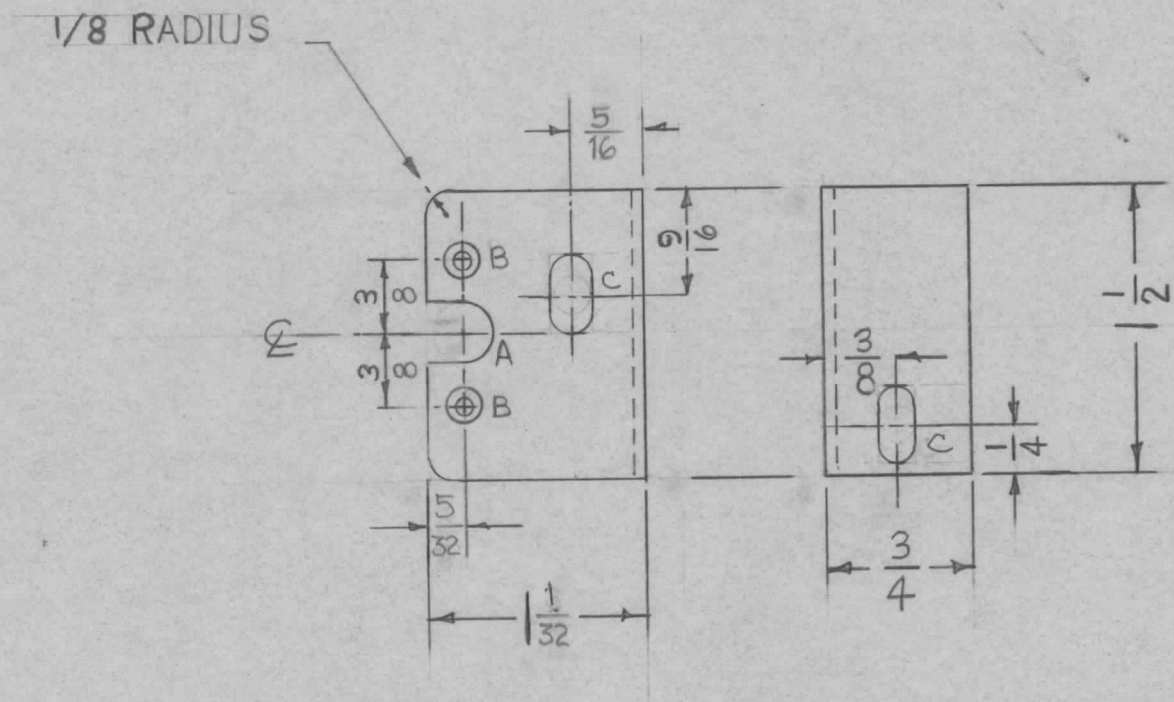 1/8 RADIUS
5/16
9/16
B
C
3/8
℄
A
3/8
B
5/32
1 1/32
3/8
C
1/4
3/4
1 1/2